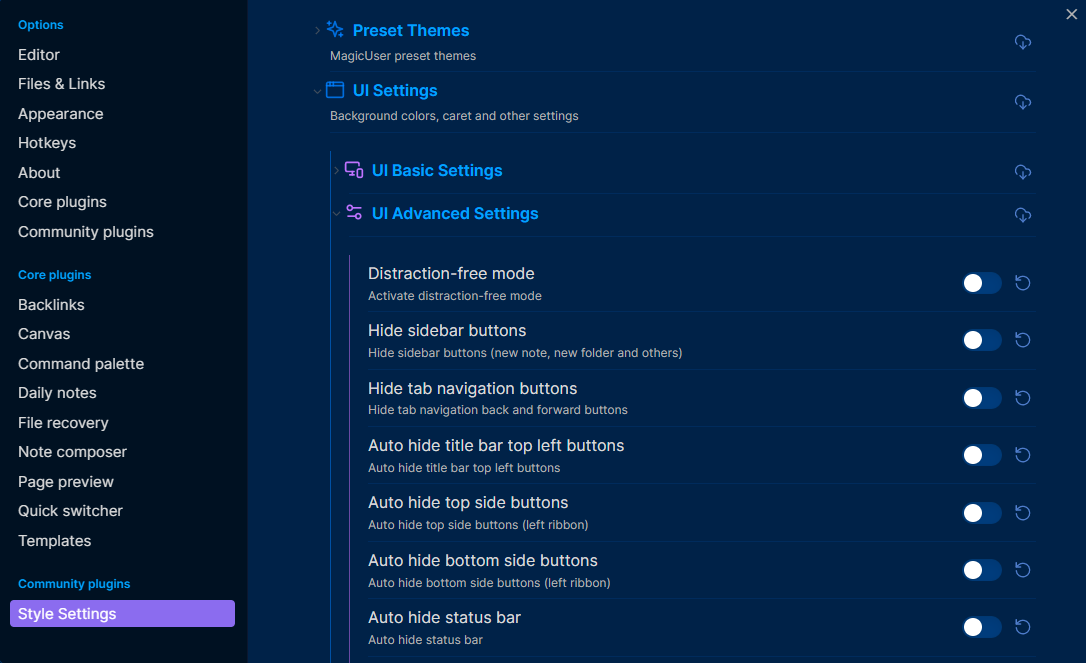 Options
Editor
Files & Links
Appearance
Hotkeys
About
Core plugins
Community plugins
Core plugins
Backlinks
Canvas
Command palette
Daily notes
File recovery
Note composer
Page preview
Quick switcher
Templates
Community plugins
Style Settings
Preset Themes
MagicUser preset themes
UI Settings
Background colors, caret and other settings
UI Basic Settings
UI Advanced Settings
Distraction-free mode
Activate distraction-free mode
Hide sidebar buttons
Hide sidebar buttons (new note, new folder and others)
Hide tab navigation buttons
Hide tab navigation back and forward buttons
Auto hide title bar top left buttons
Auto hide title bar top left buttons
Auto hide top side buttons
Auto hide top side buttons (left ribbon)
Auto hide bottom side buttons
Auto hide bottom side buttons (left ribbon)
Auto hide status bar
Auto hide status bar